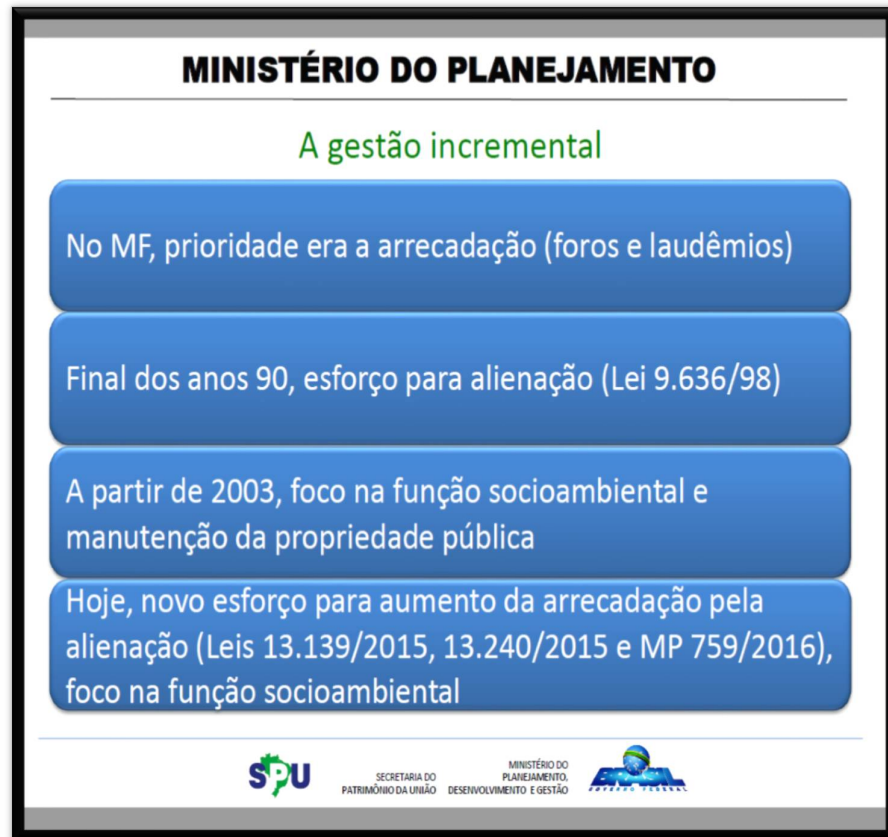 MINISTÉRIO DO PLANEJAMENTO
A gestão incremental
No MF, prioridade era a arrecadação (foros e laudêmios)
Final dos anos 90, esforço para alienação (Lei 9.636/98)
A partir de 2003, foco na função socioambiental e
manutenção da propriedade pública
Hoje, novo esforço para aumento da arrecadação pela
alienação (Leis 13.139/2015, 13.240/2015 e MP 759/2016),
foco na função socioambiental
SPU
SECRETARIA DO
PATRIMÔNIO DA UNIÃO
MINISTÉRIO DO
PLANEJAMENTO,
DESENVOLVIMENTO E GESTÃO
BRASIL
GOVERNO FEDERAL